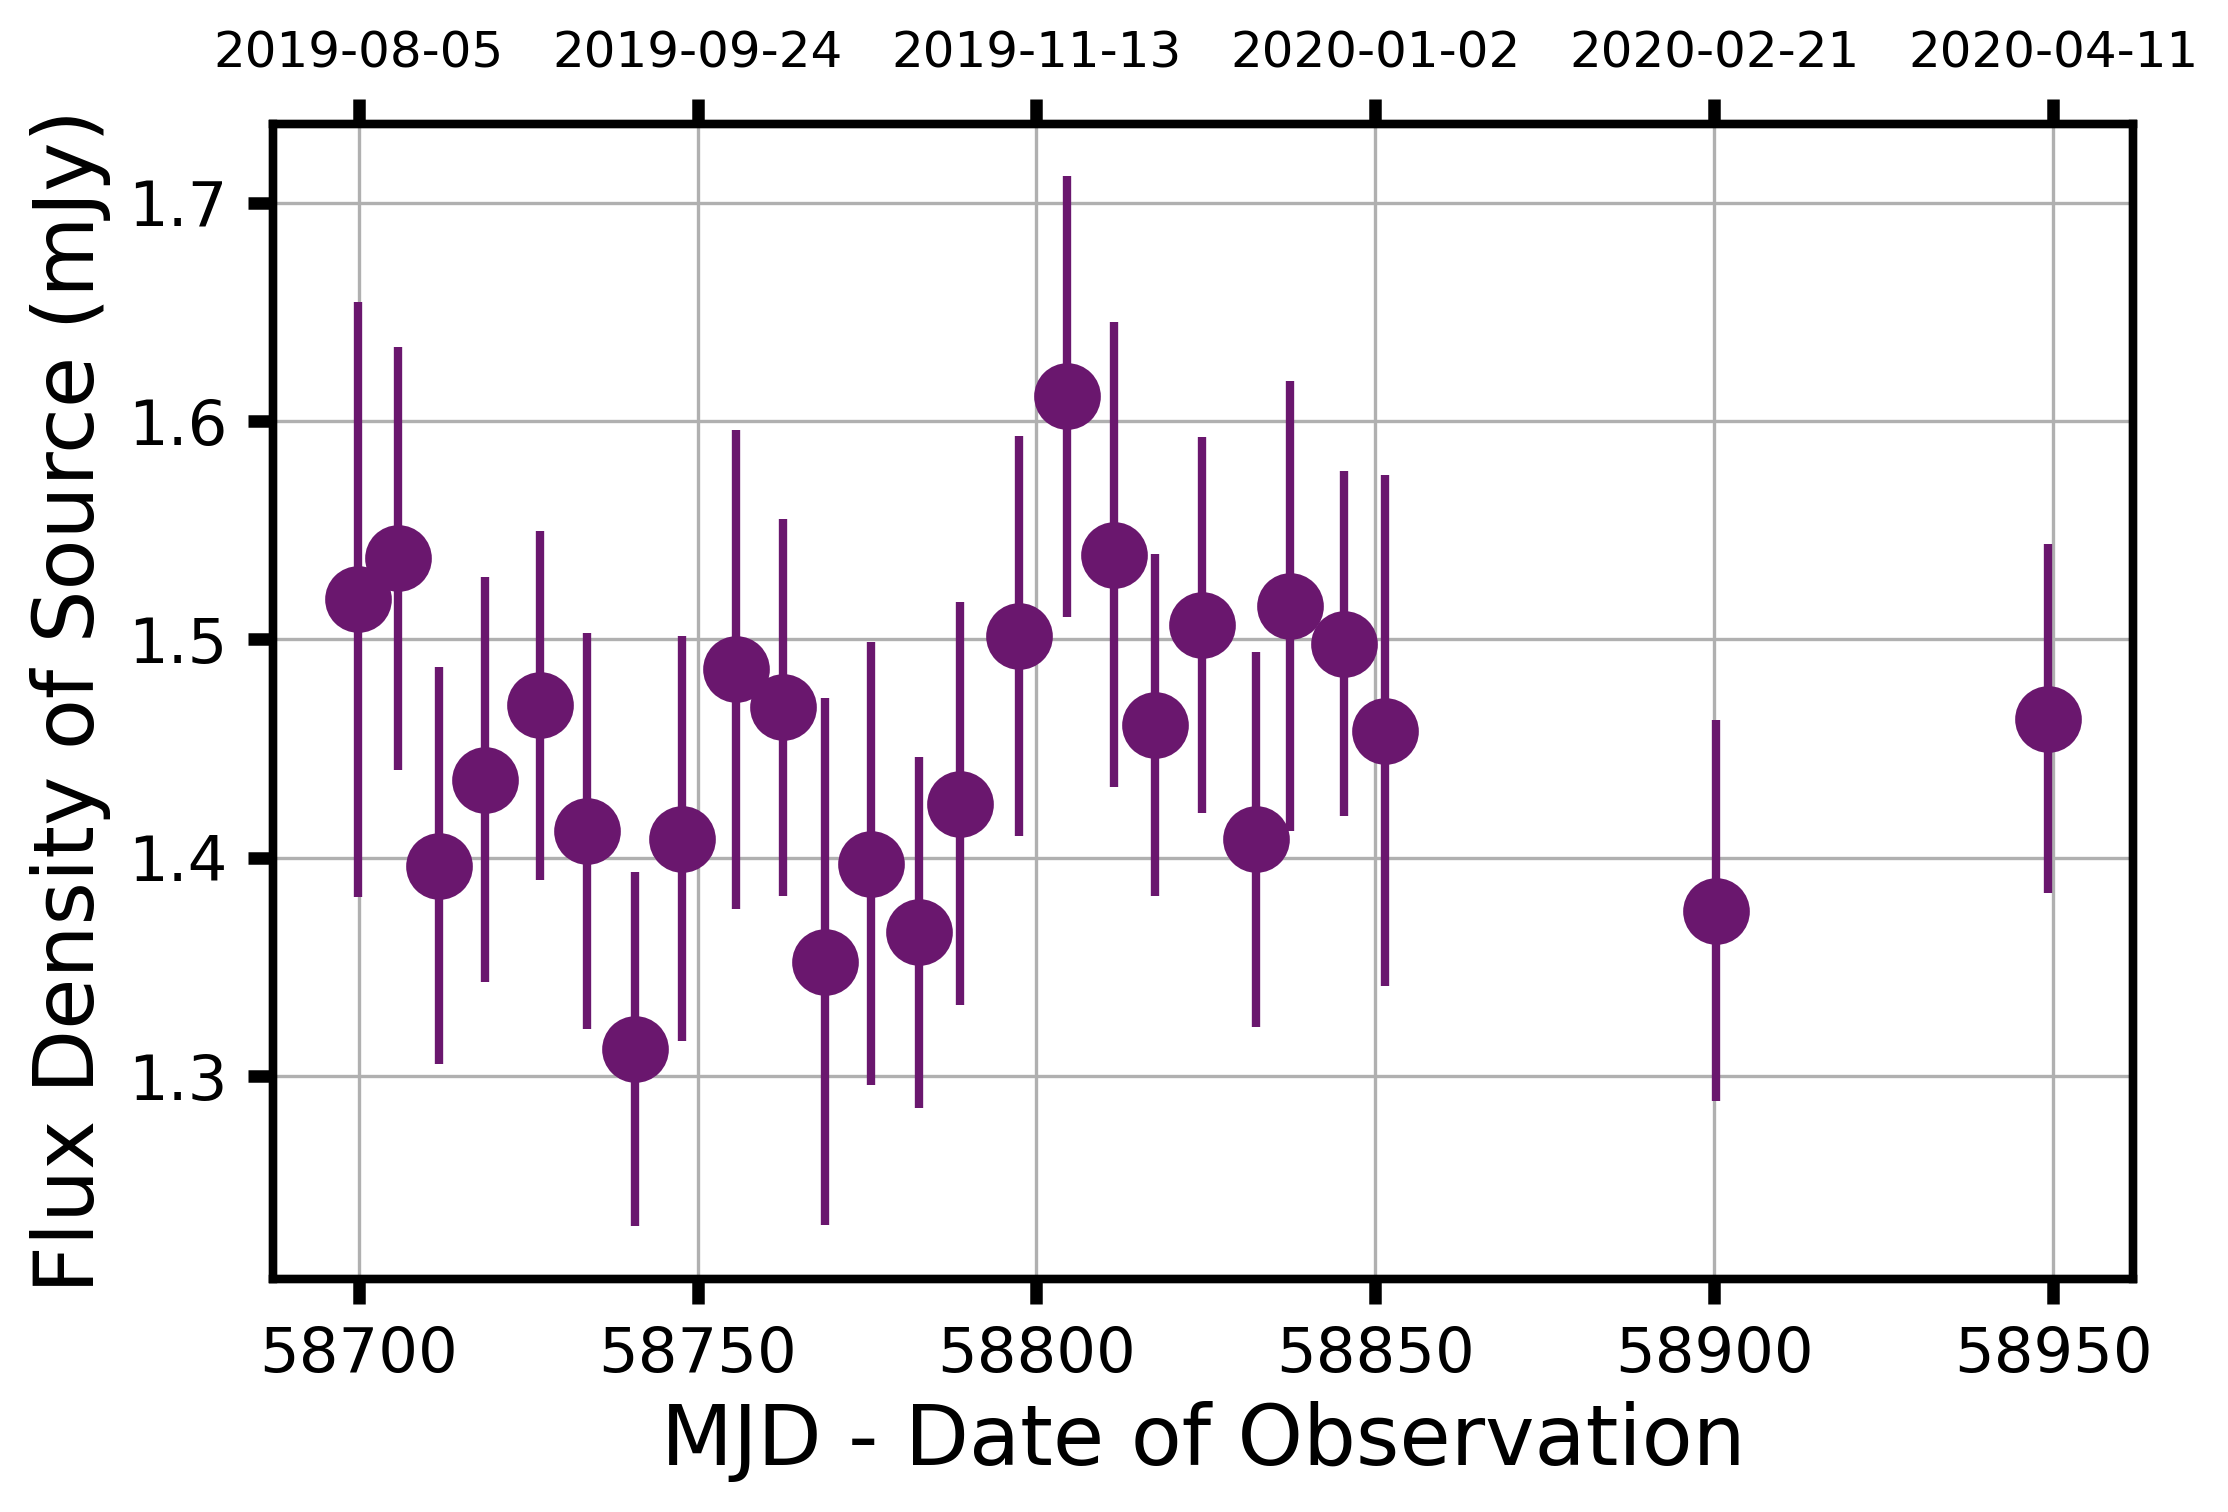 2019-08-05 2019-09-24 2019-11-13 2020-01-02 2020-02-21 2020-04-11
Flux Density of Source (mJy)
1.7
1.6
1.5
1.4
1.3
58700 58750 58800 58850 58900 58950
MJD - Date of Observation